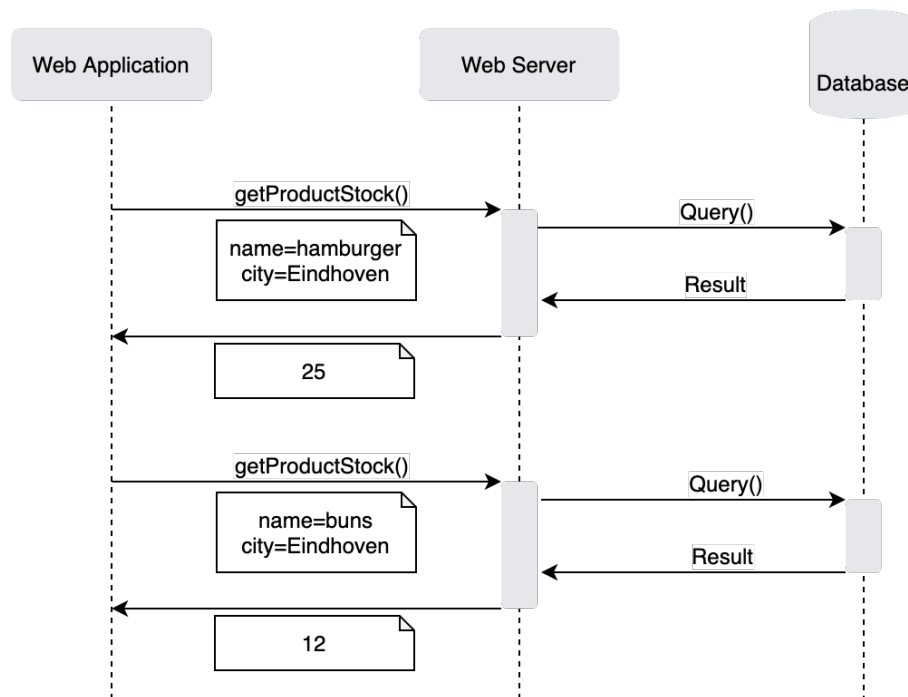 Web Application
Web Server
Database
getProductStock()
Query()
name=hamburger
city=Eindhoven
Result
25
getProductStock()
Query()
name=buns
city=Eindhoven
Result
12